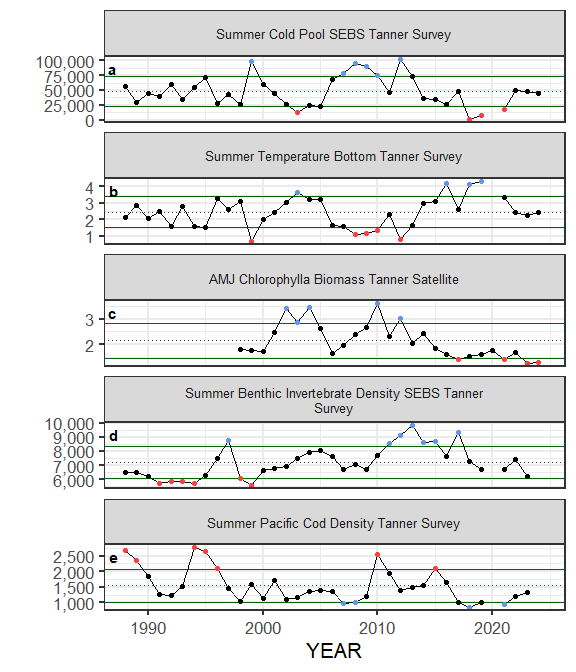 Summer Cold Pool SEBS Tanner Survey
a
100,000
75,000
50,000
25,000
0
Summer Temperature Bottom Tanner Survey
b
4
3
2
1
AMJ Chlorophylla Biomass Tanner Satellite
c
3
2
Summer Benthic Invertebrate Density SEBS Tanner
Survey
d
10,000
9,000
8,000
7,000
6,000
Summer Pacific Cod Density Tanner Survey
e
2,500
2,000
1,500
1,000
1990
2000
2010
2020
YEAR